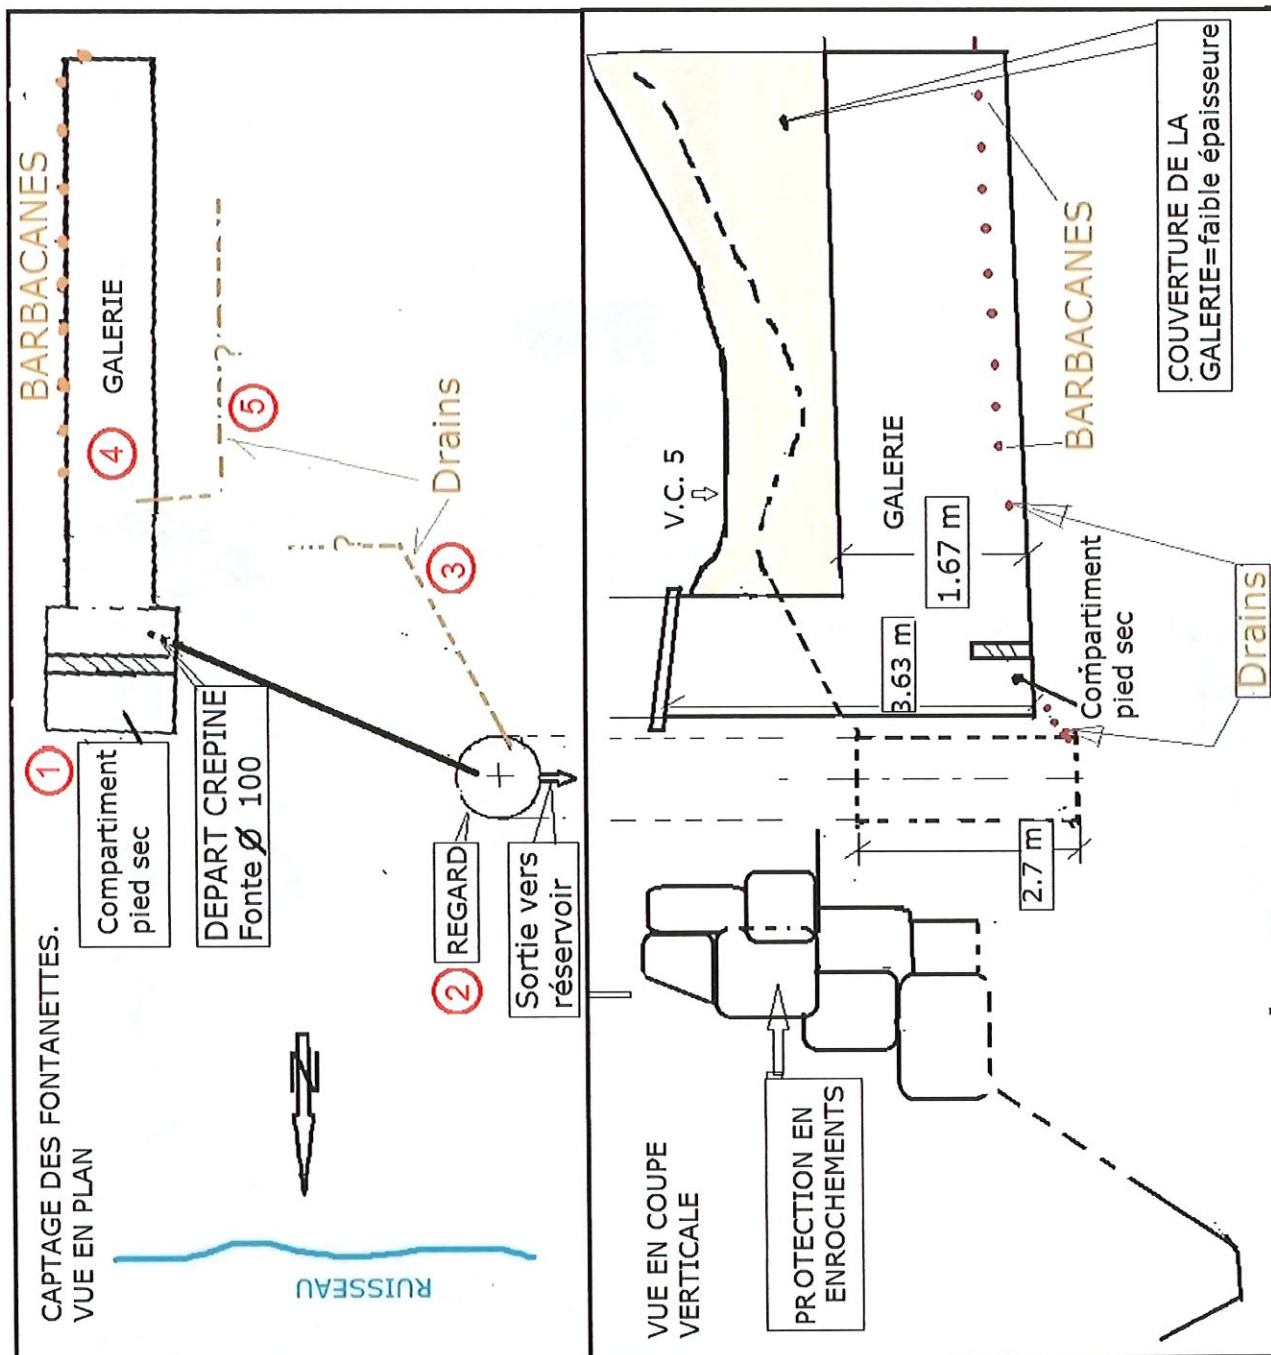 CAPTAGE DES FONTANETTES.
VUE EN PLAN
RUISSEAU
N
1
Compartiment
pied sec
DEPART CREPINE
Fonte Ø 100
2
REGARD
Sortie vers
réservoir
BARBACANES
GALERIE
4
5
?
Drains
3
?
VUE EN COUPE
VERTICALE
PROTECTION EN
ENROCHEMENTS
2.7 m
3.63 m
1.67 m
V.C. 5
GALERIE
Compartiment
pied sec
Drains
BARBACANES
COUVERTURE DE LA
GALERIE=faible épaisseure